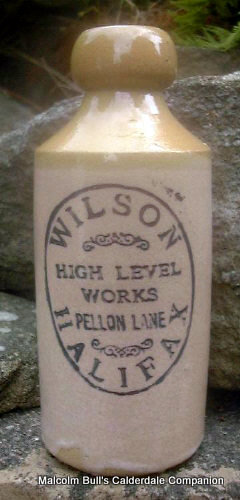 WILSON
HIGH LEVEL
WORKS
PELLON LANE
HALIFAX
Malcolm Bull's Calderdale Companion